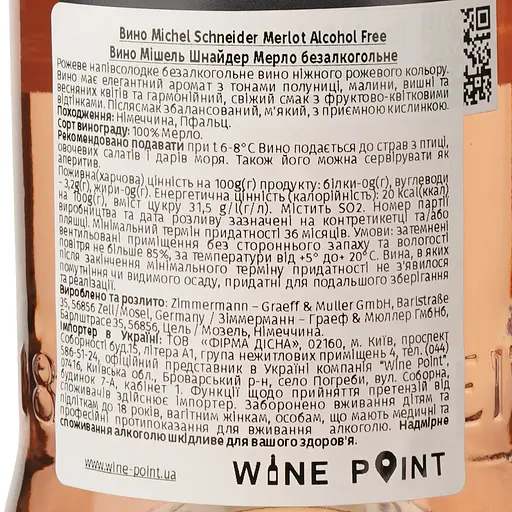 Вино Michel Schneider Merlot Alcohol Free
Вино Мішель Шнайдер Мерло безалкогольне
Рожеве напівсолодке безалкогольне вино ніжного рожевого кольору.
Вино має елегантний аромат з тонами полуниці, малини, вишні та
весняних квітів та гармонійний, свіжий смак з фруктово-квітковими
відтінками. Післясмак збалансований, м'який, з приємною кислинкою.
Походження: Німеччина, Пфальц.
Сорт винограду: 100% Мерло.
Рекомендовано подавати при t 6-8°C Вино подається до страв з птиці,
овочевих салатів і дарів моря. Також його можна сервірувати як
аперитив.
Поживна(харчова) цінність на 100g(г) продукту: білки-0g(г), вуглеводи
-3,2g(г), жири-0g(г). Енергетична цінність (калорійність): 20 Kcal(ккал)
на 100g(г), вміст цукру 31,5 g/l(г/л). Містить SO2. Номер партії
виробництва та дата розливу зазначені на контретикетці та/або
пляшці. Мінімальний термін придатності 36 місяців. Умови: затемнені
вентильовані приміщення без стороннього запаху та вологості
повітря не більше 85%, за температури від +5° до+ 20°C. Вина, в яких
після закінчення мінімального терміну придатності не з'явилося
помутніння чи видимого осаду, придатні для подальшого зберігання
та реалізації.
Вироблено та розлито: Zimmermann – Graeff & Muller GmbH, Barlstraße
35, 56856 Zell/Mosel, Germany / Зіммерманн – Граеф & Мюллер ГмбНб,
Барлштрасе 35, 56856, Цель / Мозель, Німеччина.
Імпортер в Україні: ТОВ «ФІРМА ДІСНА», 02160, м. Київ, проспект
Соборності буд.15, літера А1, група нежитлових приміщень 4, тел. (044)
586-51-24, офіційний представник в Україні компанія "Wine Point",
07416, Київська обл., Броварський р-н, село Погреби, вул. Соборна,
будинок 7-А, кабінет 1. Функції щодо прийняття претензій від
споживачів здійснює імпортер. Заборонено вживання дітям та
підліткам до 18 років, вагітним жінкам, особам, що мають медичні та
професійні протипоказання для вживання алкоголю. Надмірне
споживання алкоголю шкідливе для вашого здоров'я.
www.wine-point.ua
WINE POINT